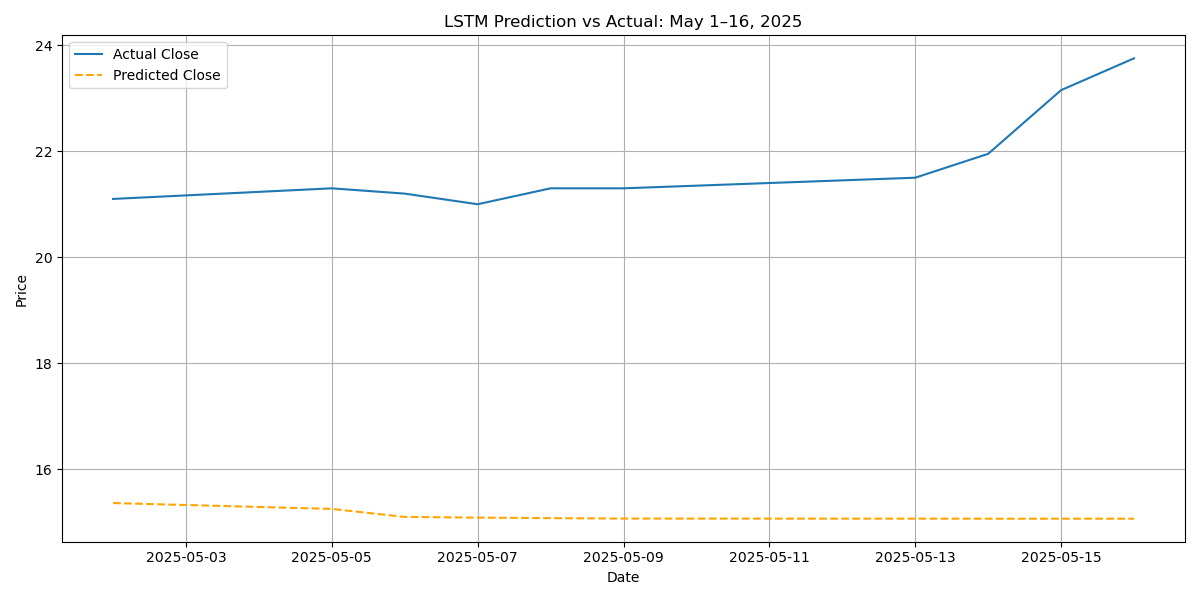 LSTM Prediction vs Actual: May 1–16, 2025
Actual Close
Predicted Close
24
22
20
18
16
Price
2025-05-03 2025-05-05 2025-05-07 2025-05-09 2025-05-11 2025-05-13 2025-05-15
Date